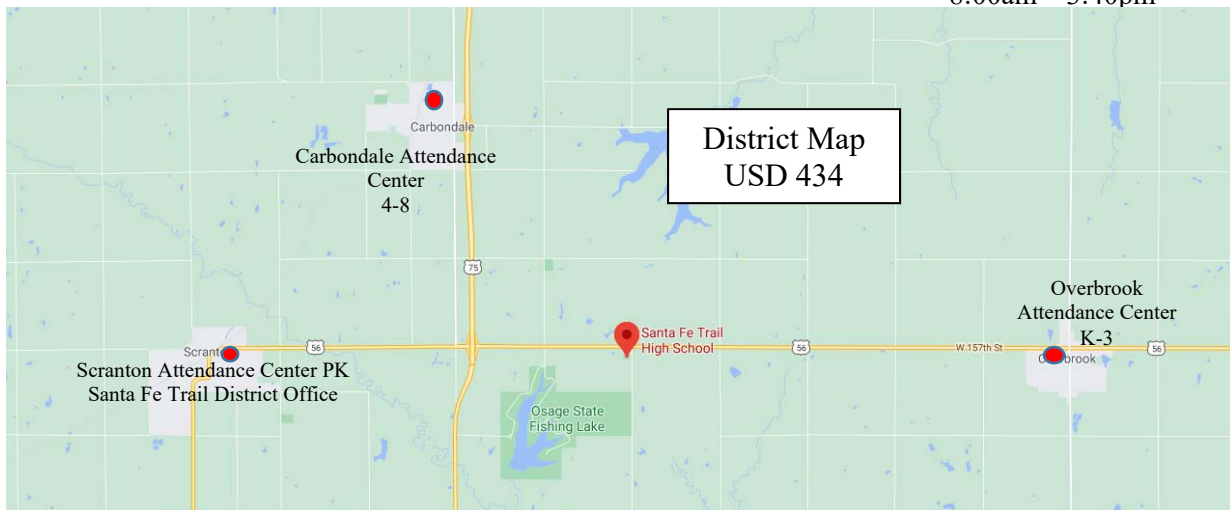 District Map
USD 434
Carbondale
Carbondale Attendance
Center
4-8
75
Overbrook
Attendance Center
K-3
Santa Fe Trail
High School
Scrant
56
56
W 157th St
56
brook
Scranton Attendance Center PK
Santa Fe Trail District Office
Osage State
Fishing Lake